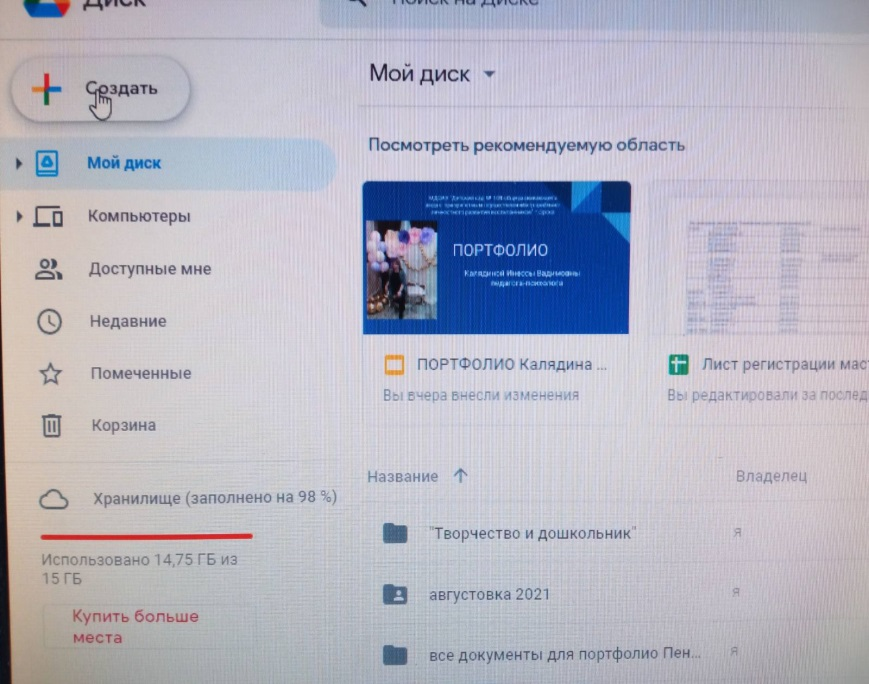 Диск
Поиск на диске
Создать
Мой диск
Мой диск
Компьютеры
Доступные мне
Недавние
Помеченные
Корзина
Хранилище (заполнено на 98 %)
Использовано 14,75 ГБ из
15 ГБ
Купить больше
места
Посмотреть рекомендуемую область
ПОРТФОЛИО
Калядиной Инессы Вадимовны
педагога-психолога
ПОРТФОЛИО Калядина ...
Вы вчера внесли изменения
Лист регистрации мас
Вы редактировали за послед
Название
Владелец
"Творчество и дошкольник"
я
августовка 2021
я
все документы для портфолио Пен...
я